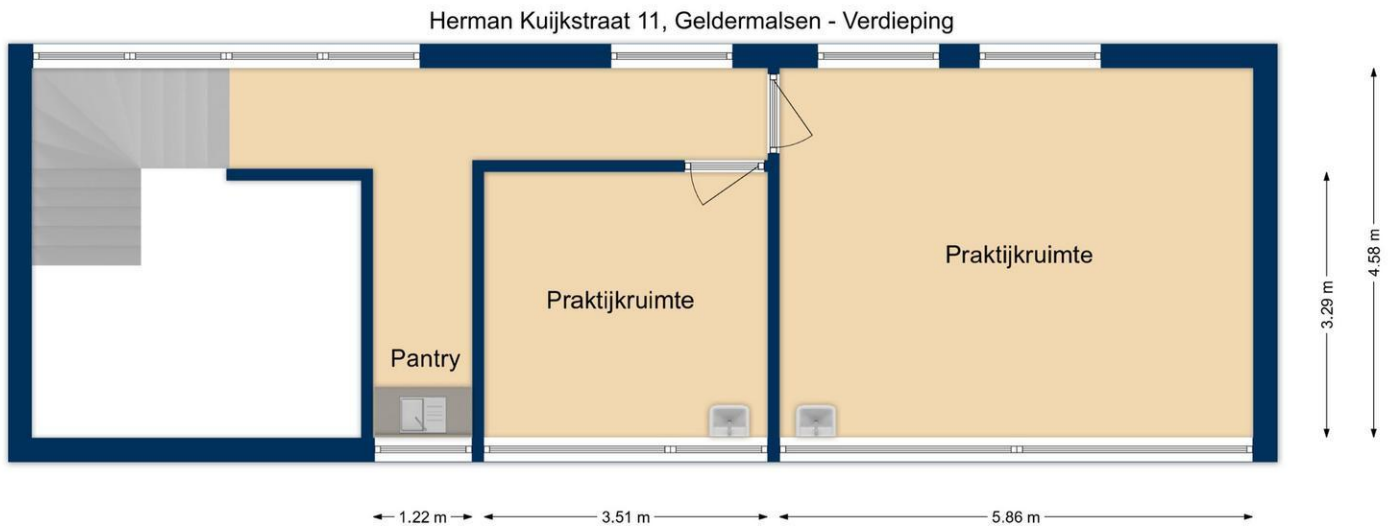 Herman Kuijkstraat 11, Geldermalsen - Verdieping
Praktijkruimte
Praktijkruimte
Pantry
3.29 m
4.58 m
1.22 m
3.51 m
5.86 m